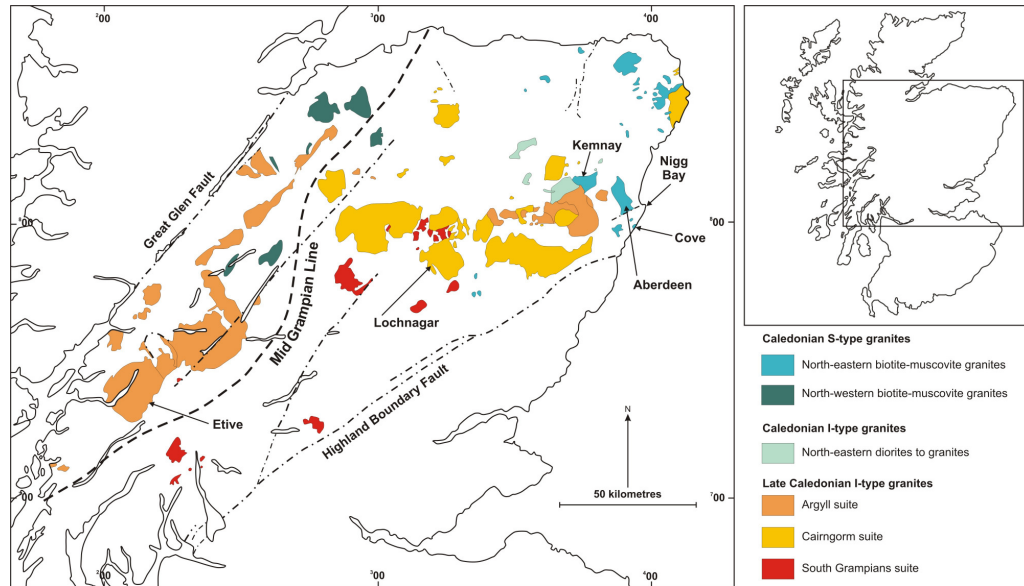 ²00
³00
⁴00
Great Glen Fault
Kemnay
Nigg
Bay
⁸00
⁸00
Cove
Mid Grampian Line
Aberdeen
Lochnagar
Etive
Highland Boundary Fault
N
50 kilometres
⁷00
⁷00
²00
³00
⁴00
Caledonian S-type granites
North-eastern biotite-muscovite granites
North-western biotite-muscovite granites
Caledonian I-type granites
North-eastern diorites to granites
Late Caledonian I-type granites
Argyll suite
Cairngorm suite
South Grampians suite